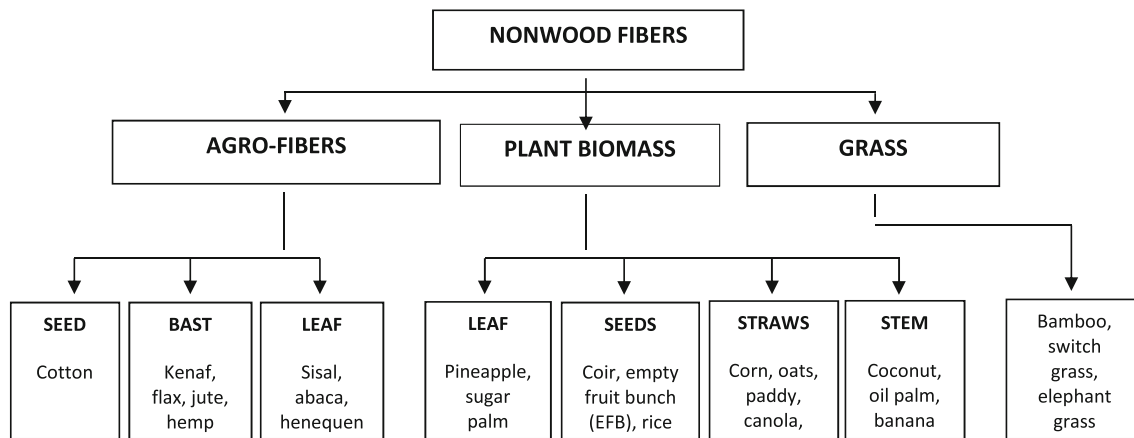 NONWOOD FIBERS
AGRO-FIBERS
PLANT BIOMASS
GRASS
SEED
Cotton
BAST
Kenaf,
flax, jute,
hemp
LEAF
Sisal,
abaca,
henequen
LEAF
Pineapple,
sugar
palm
SEEDS
Coir, empty
fruit bunch
(EFB), rice
STRAWS
Corn, oats,
paddy,
canola,
STEM
Coconut,
oil palm,
banana
Bamboo,
switch
grass,
elephant
grass